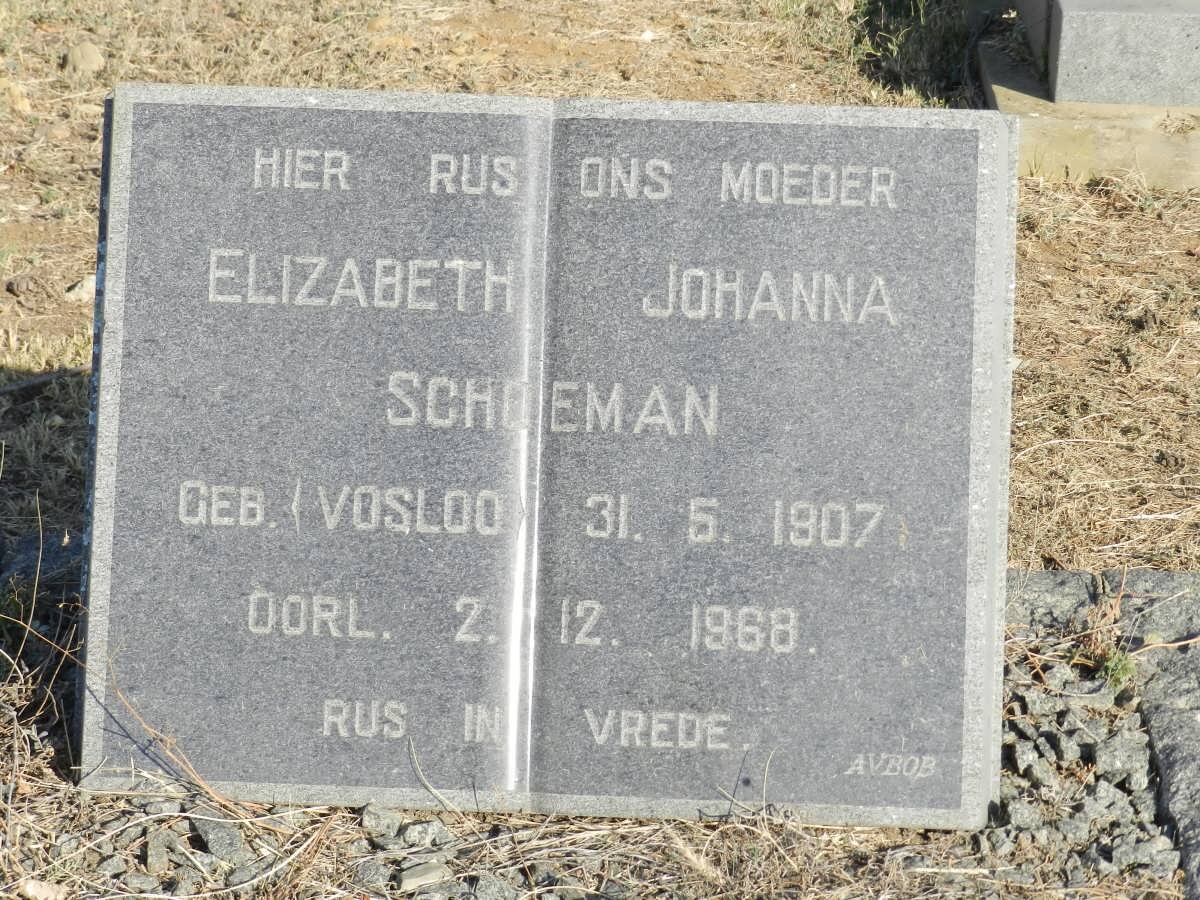 HIER RUS ONS MOEDER
ELIZABETH JOHANNA
SCHOEMAN
GEB. (VOSLOO) 31. 5. 1907
OORL. 2. 12. 1968.
RUS IN VREDE.
AVBOB